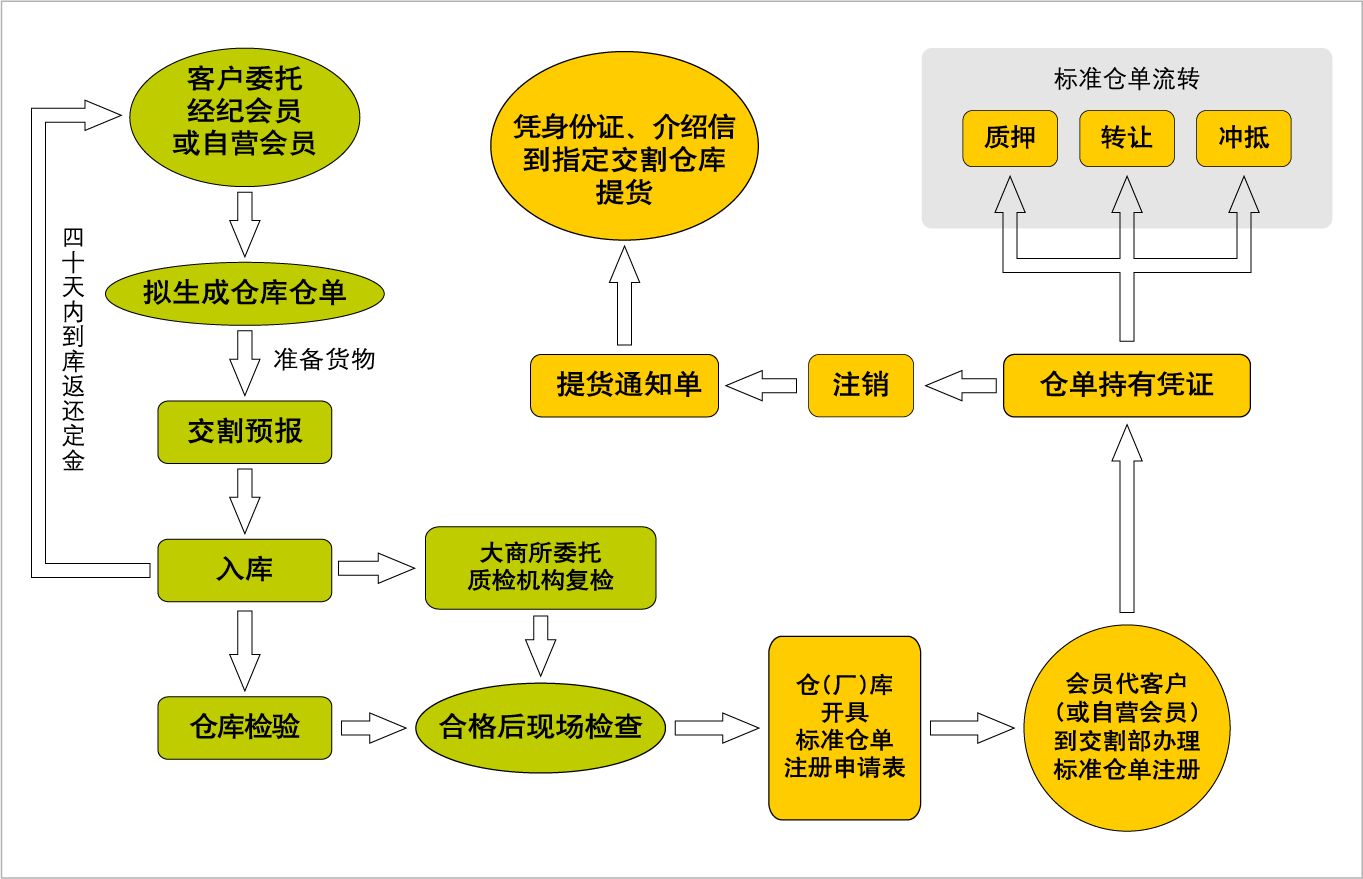 客户委托
经纪会员
或自营会员
四十天内到库返还定金
拟生成仓库仓单
准备货物
交割预报
入库
大商所委托
质检机构复检
仓库检验
合格后现场检查
仓（厂）库
开具
标准仓单
注册申请表
会员代客户
（或自营会员）
到交割部办理
标准仓单注册
仓单持有凭证
标准仓单流转
质押
转让
冲抵
注销
提货通知单
凭身份证、介绍信
到指定交割仓库
提货